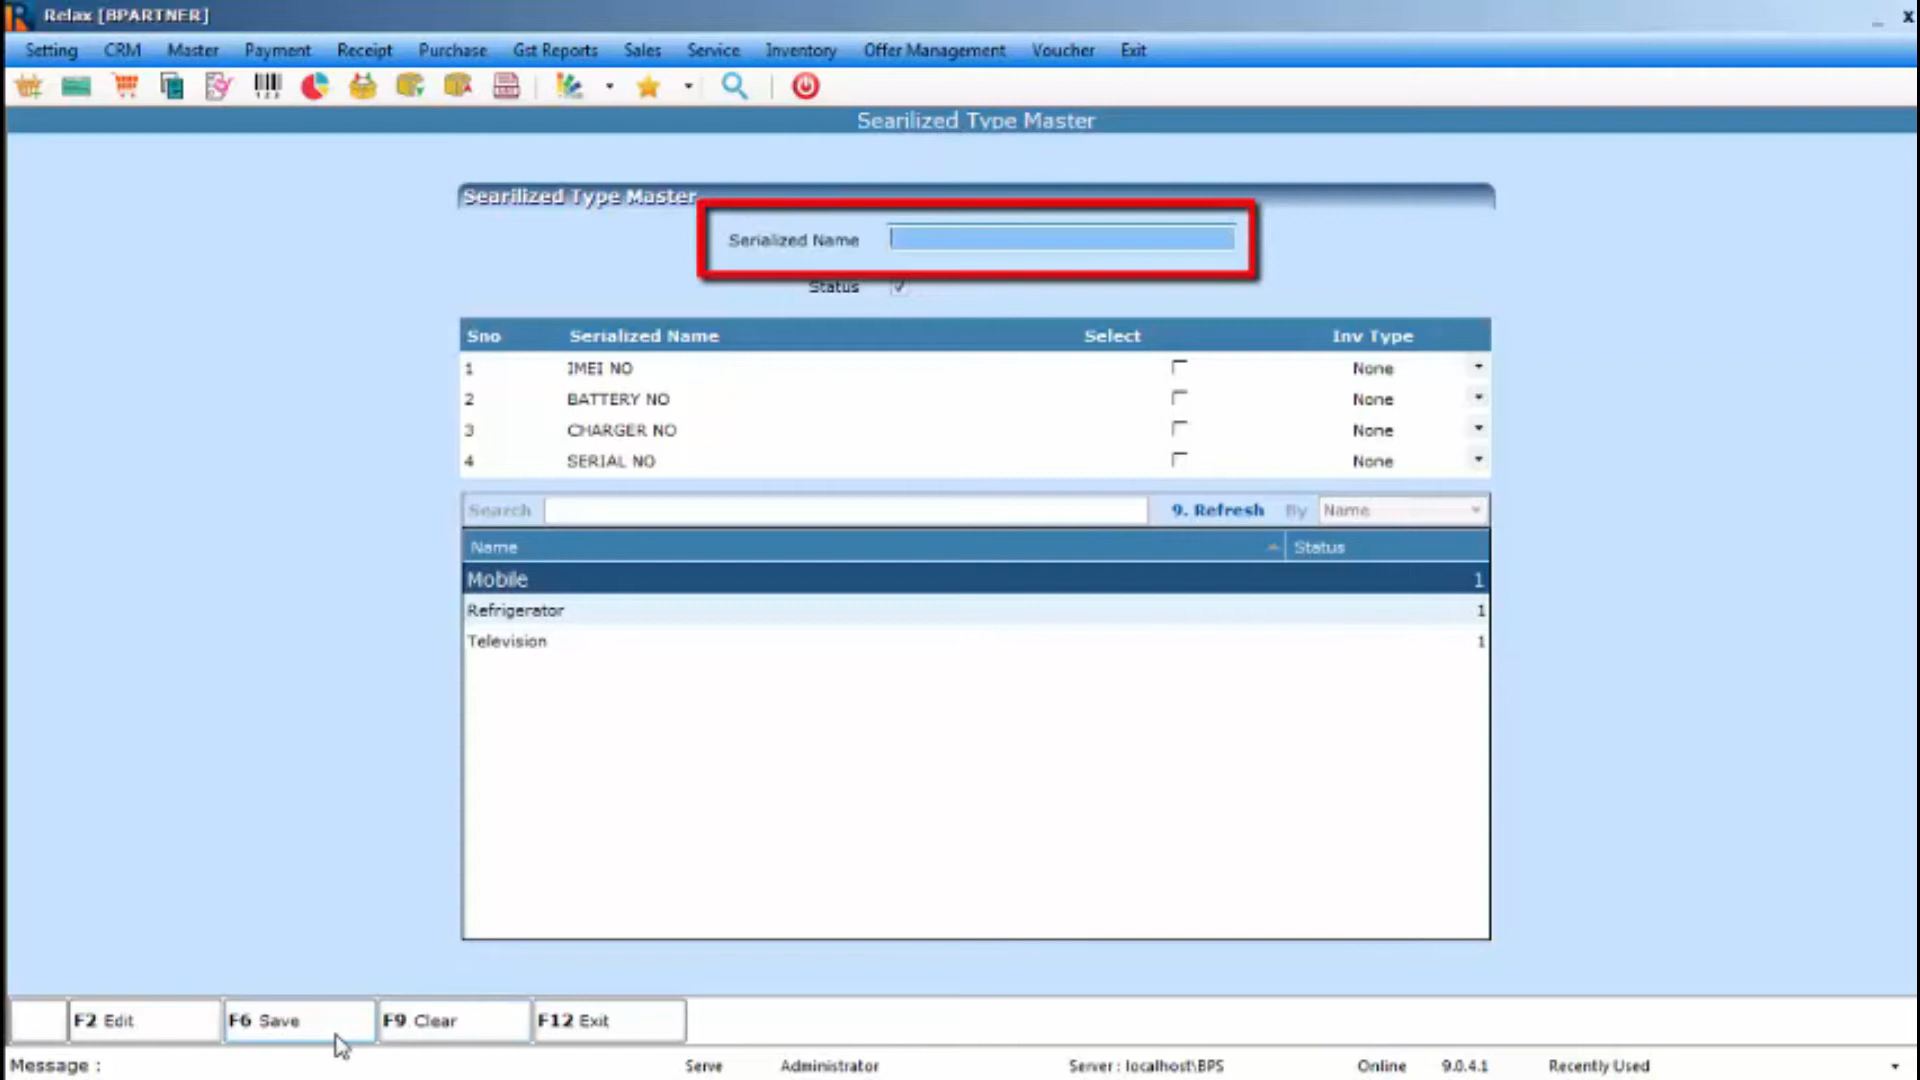 Relax [BPARTNER]
_ X
Setting CRM Master Payment Receipt Purchase Gst Reports Sales Service Inventory Offer Management Voucher Exit
Searilized Type Master
Searilized Type Master
Serialized Name
Status
Sno Serialized Name Select Inv Type
1 IMEI NO None
2 BATTERY NO None
3 CHARGER NO None
4 SERIAL NO None
Search 9. Refresh By Name
Name Status
Mobile 1
Refrigerator 1
Television 1
F2 Edit F6 Save F9 Clear F12 Exit
Message : Serve Administrator Server : localhost\BPS Online 9.0.4.1 Recently Used